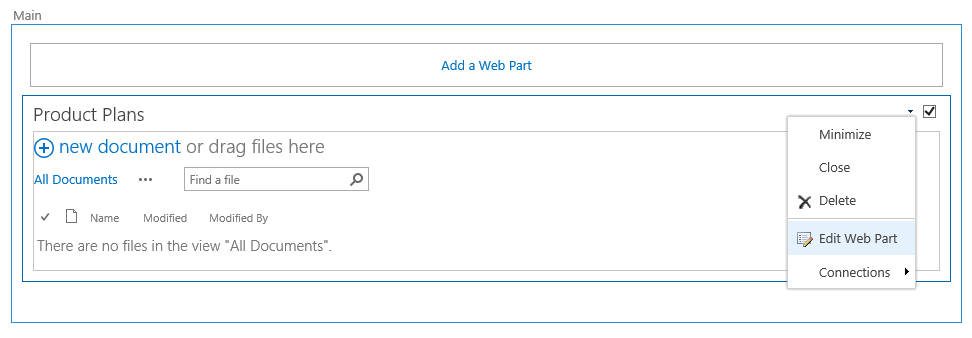 Main
Add a Web Part
Product Plans
new document or drag files here
All Documents ••• Find a file
Name Modified Modified By
There are no files in the view "All Documents".
Minimize
Close
Delete
Edit Web Part
Connections